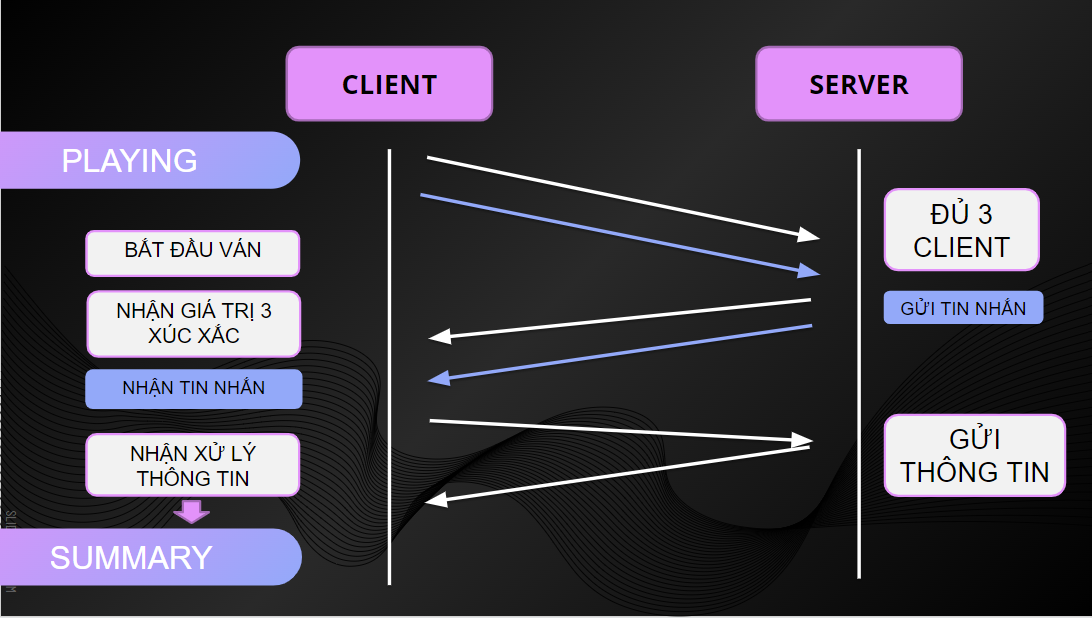 CLIENT
SERVER
PLAYING
ĐỦ 3
CLIENT
BẮT ĐẦU VÁN
NHẬN GIÁ TRỊ 3
XÚC XẮC
GỬI TIN NHẮN
NHẬN TIN NHẮN
NHẬN XỬ LÝ
THÔNG TIN
GỬI
THÔNG TIN
SUMMARY